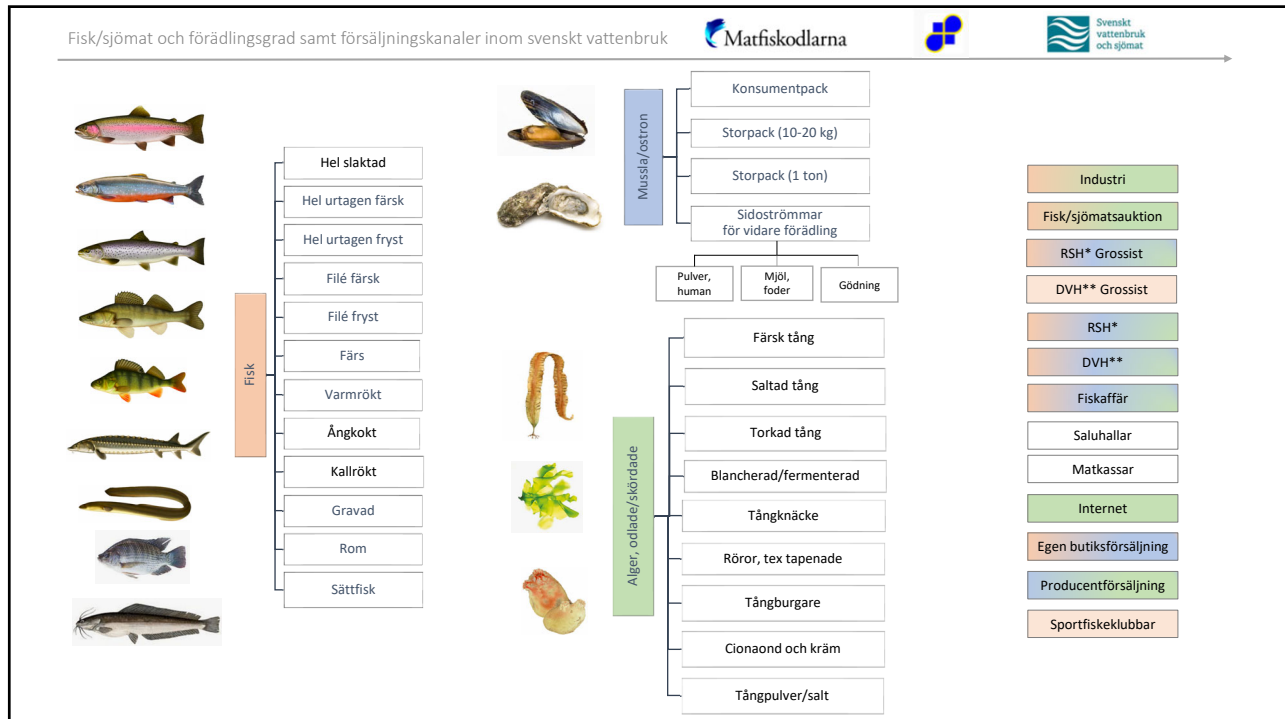 Fisk/sjömat och förädlingsgrad samt försäljningskanaler inom svenskt vattenbruk
Matfiskodlarna
Svenskt
vattenbruk
och sjömat
Fisk
Hel slaktad
Hel urtagen färsk
Hel urtagen fryst
Filé färsk
Filé fryst
Färs
Varmrökt
Ångkokt
Kallrökt
Gravad
Rom
Sättfisk
Mussla/ostron
Konsumentpack
Storpack (10-20 kg)
Storpack (1 ton)
Sidoströmmar
för vidare förädling
Pulver,
human
Mjöl,
foder
Gödning
Alger, odlade/skördade
Färsk tång
Saltad tång
Torkad tång
Blancherad/fermenterad
Tångknäcke
Röror, tex tapenade
Tångburgare
Cionaond och kräm
Tångpulver/salt
Industri
Fisk/sjömatsauktion
RSH* Grossist
DVH** Grossist
RSH*
DVH**
Fiskaffär
Saluhallar
Matkassar
Internet
Egen butiksförsäljning
Producentförsäljning
Sportfiskeklubbar